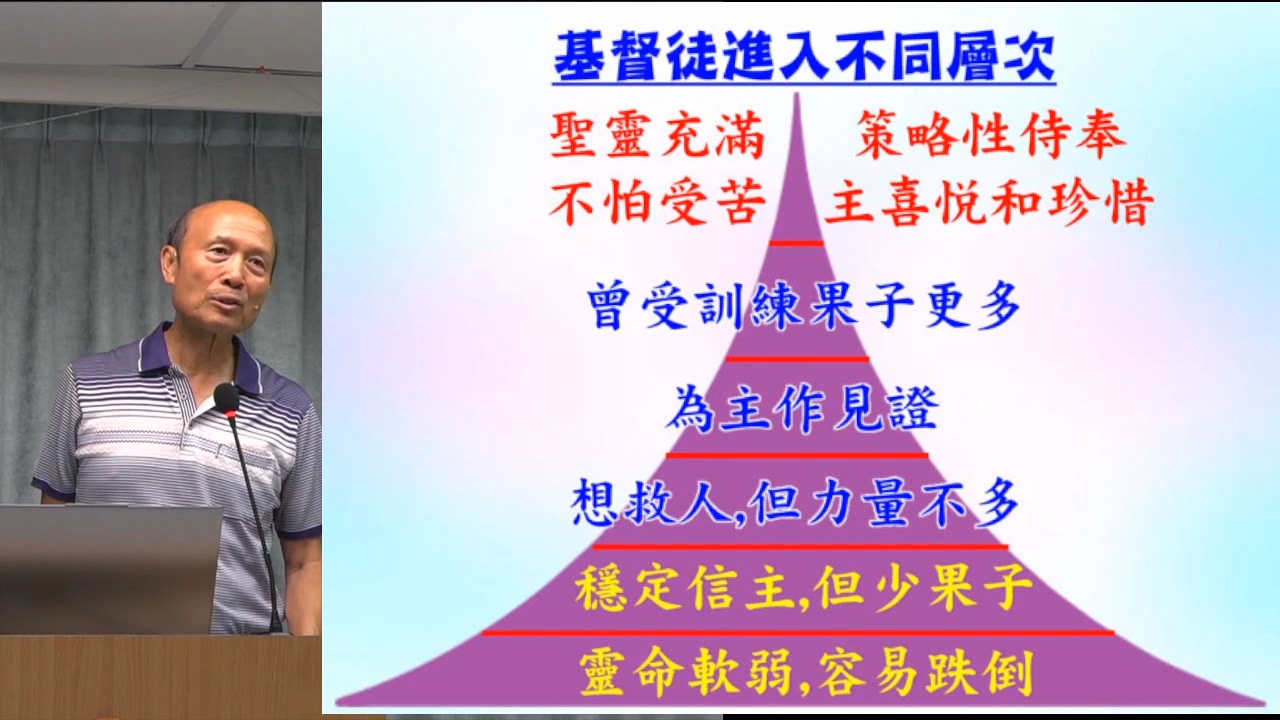 基督徒進入不同層次
聖靈充滿 策略性侍奉
不怕受苦 主喜悅和珍惜
曾受訓練果子更多
為主作見證
想救人,但力量不多
穩定信主,但少果子
靈命軟弱,容易跌倒